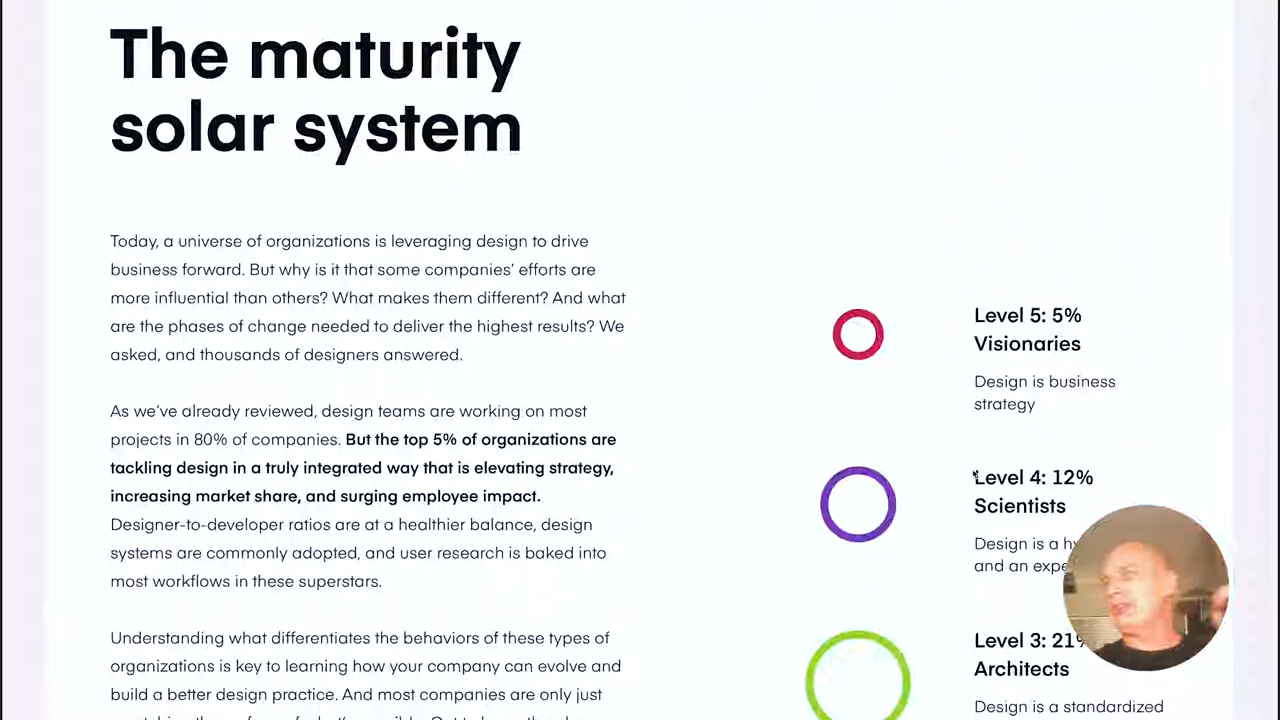 The maturity
solar system
Today, a universe of organizations is leveraging design to drive
business forward. But why is it that some companies’ efforts are
more influential than others? What makes them different? And what
are the phases of change needed to deliver the highest results? We
asked, and thousands of designers answered.
As we’ve already reviewed, design teams are working on most
projects in 80% of companies. But the top 5% of organizations are
tackling design in a truly integrated way that is elevating strategy,
increasing market share, and surging employee impact.
Designer-to-developer ratios are at a healthier balance, design
systems are commonly adopted, and user research is baked into
most workflows in these superstars.
Understanding what differentiates the behaviors of these types of
organizations is key to learning how your company can evolve and
build a better design practice. And most companies are only just
Level 5: 5%
Visionaries
Design is business
strategy
Level 4: 12%
Scientists
Design is a
and an
Level 3: 21%
Architects
Design is a standardized